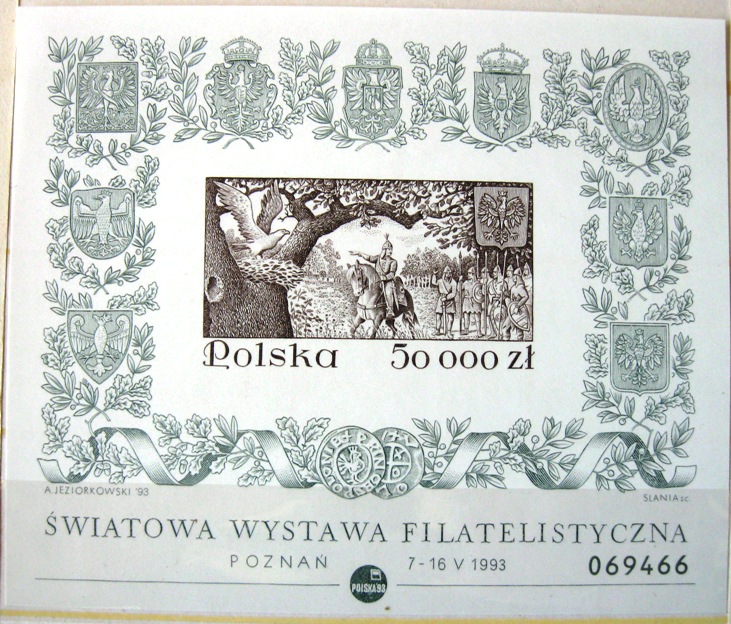 Polska 50 000 zł
A.JEZIORKOWSKI '93 SLANIA sc.
ŚWIATOWA WYSTAWA FILATELISTYCZNA
POZNAŃ 7-16 V 1993 069466
POLSKA'93